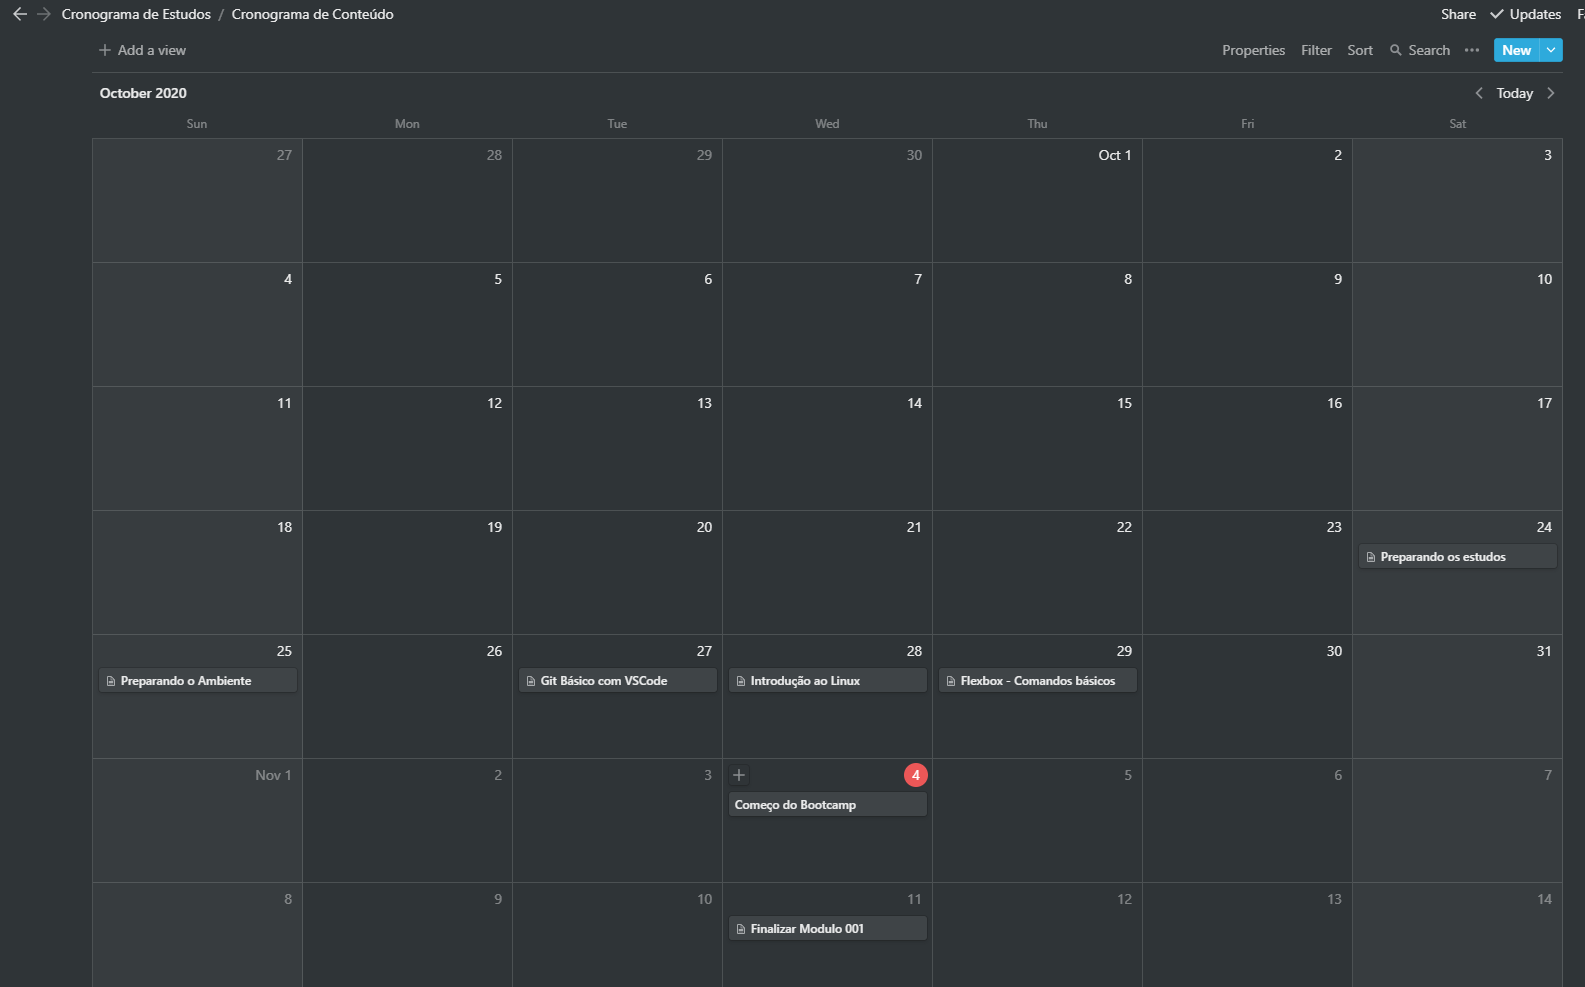 Cronograma de Estudos / Cronograma de Conteúdo Share Updates
Add a view Properties Filter Sort Search New
October 2020 Today
Sun Mon Tue Wed Thu Fri Sat
27 28 29 30 Oct 1 2 3
4 5 6 7 8 9 10
11 12 13 14 15 16 17
18 19 20 21 22 23 24
Preparando os estudos
25 26 27 28 29 30 31
Preparando o Ambiente Git Básico com VSCode Introdução ao Linux Flexbox - Comandos básicos
Nov 1 2 3 4 5 6 7
Começo do Bootcamp
8 9 10 11 12 13 14
Finalizar Modulo 001